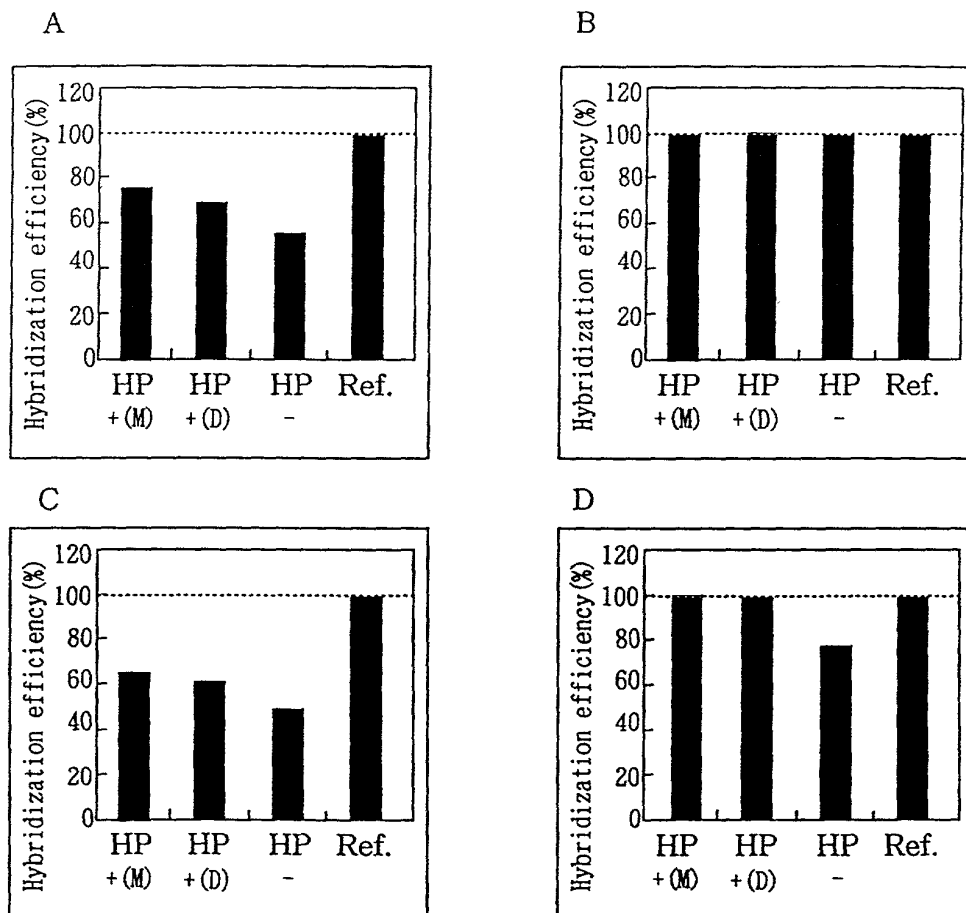 A
Hybridization efficiency(%)
120
100
80
60
40
20
0
HP HP HP Ref.
+(M) +(D) -
B
Hybridization efficiency(%)
120
100
80
60
40
20
0
HP HP HP Ref.
+(M) +(D) -
C
Hybridization efficiency(%)
120
100
80
60
40
20
0
HP HP HP Ref.
+(M) +(D) -
D
Hybridization efficiency(%)
120
100
80
60
40
20
0
HP HP HP Ref.
+(M) +(D) -